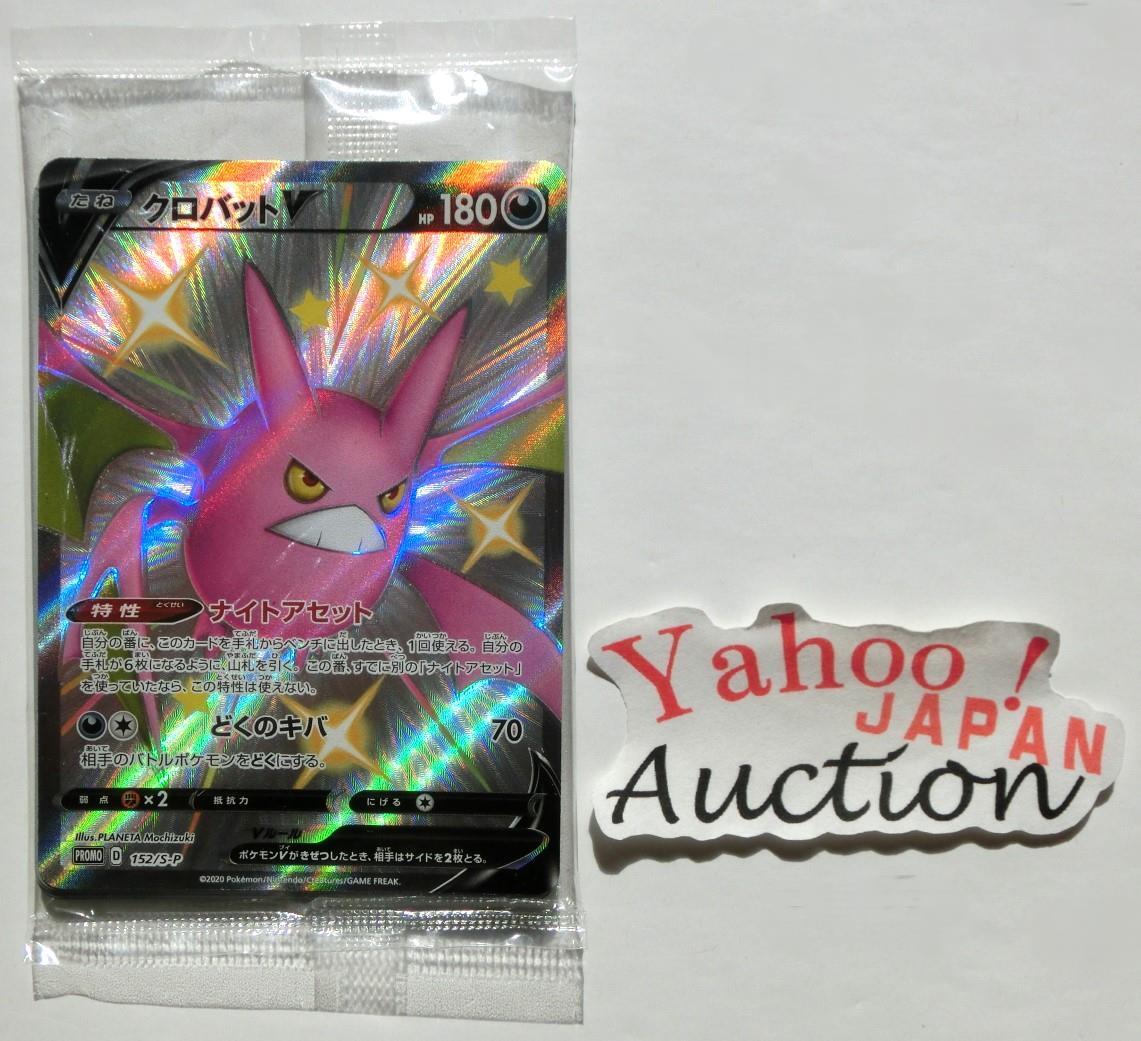 たね クロバットV HP 180
特性 とくせい ナイトアセット
自分の番に、このカードを手札からベンチに出したとき、1回使える。自分の
手札が6枚になるように、山札を引く。この番、すでに別の「ナイトアセット」
を使っていたなら、この特性は使えない。
どくのキバ 70
相手のバトルポケモンをどくにする。
弱点 ×2 抵抗力 にげる
Illus. PLANETA Mochizuki
Vルール
ポケモンVがきぜつしたとき、相手はサイドを2枚とる。
PROMO D 152/S-P
©2020 Pokémon/Nintendo/Creatures/GAME FREAK.
Yahoo!
JAPAN
Auction